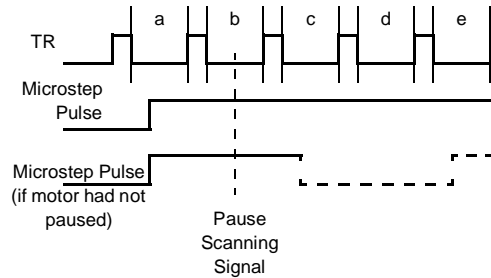 a b c d e
TR
Microstep
Pulse
Microstep Pulse
(if motor had not
paused)
Pause
Scanning
Signal